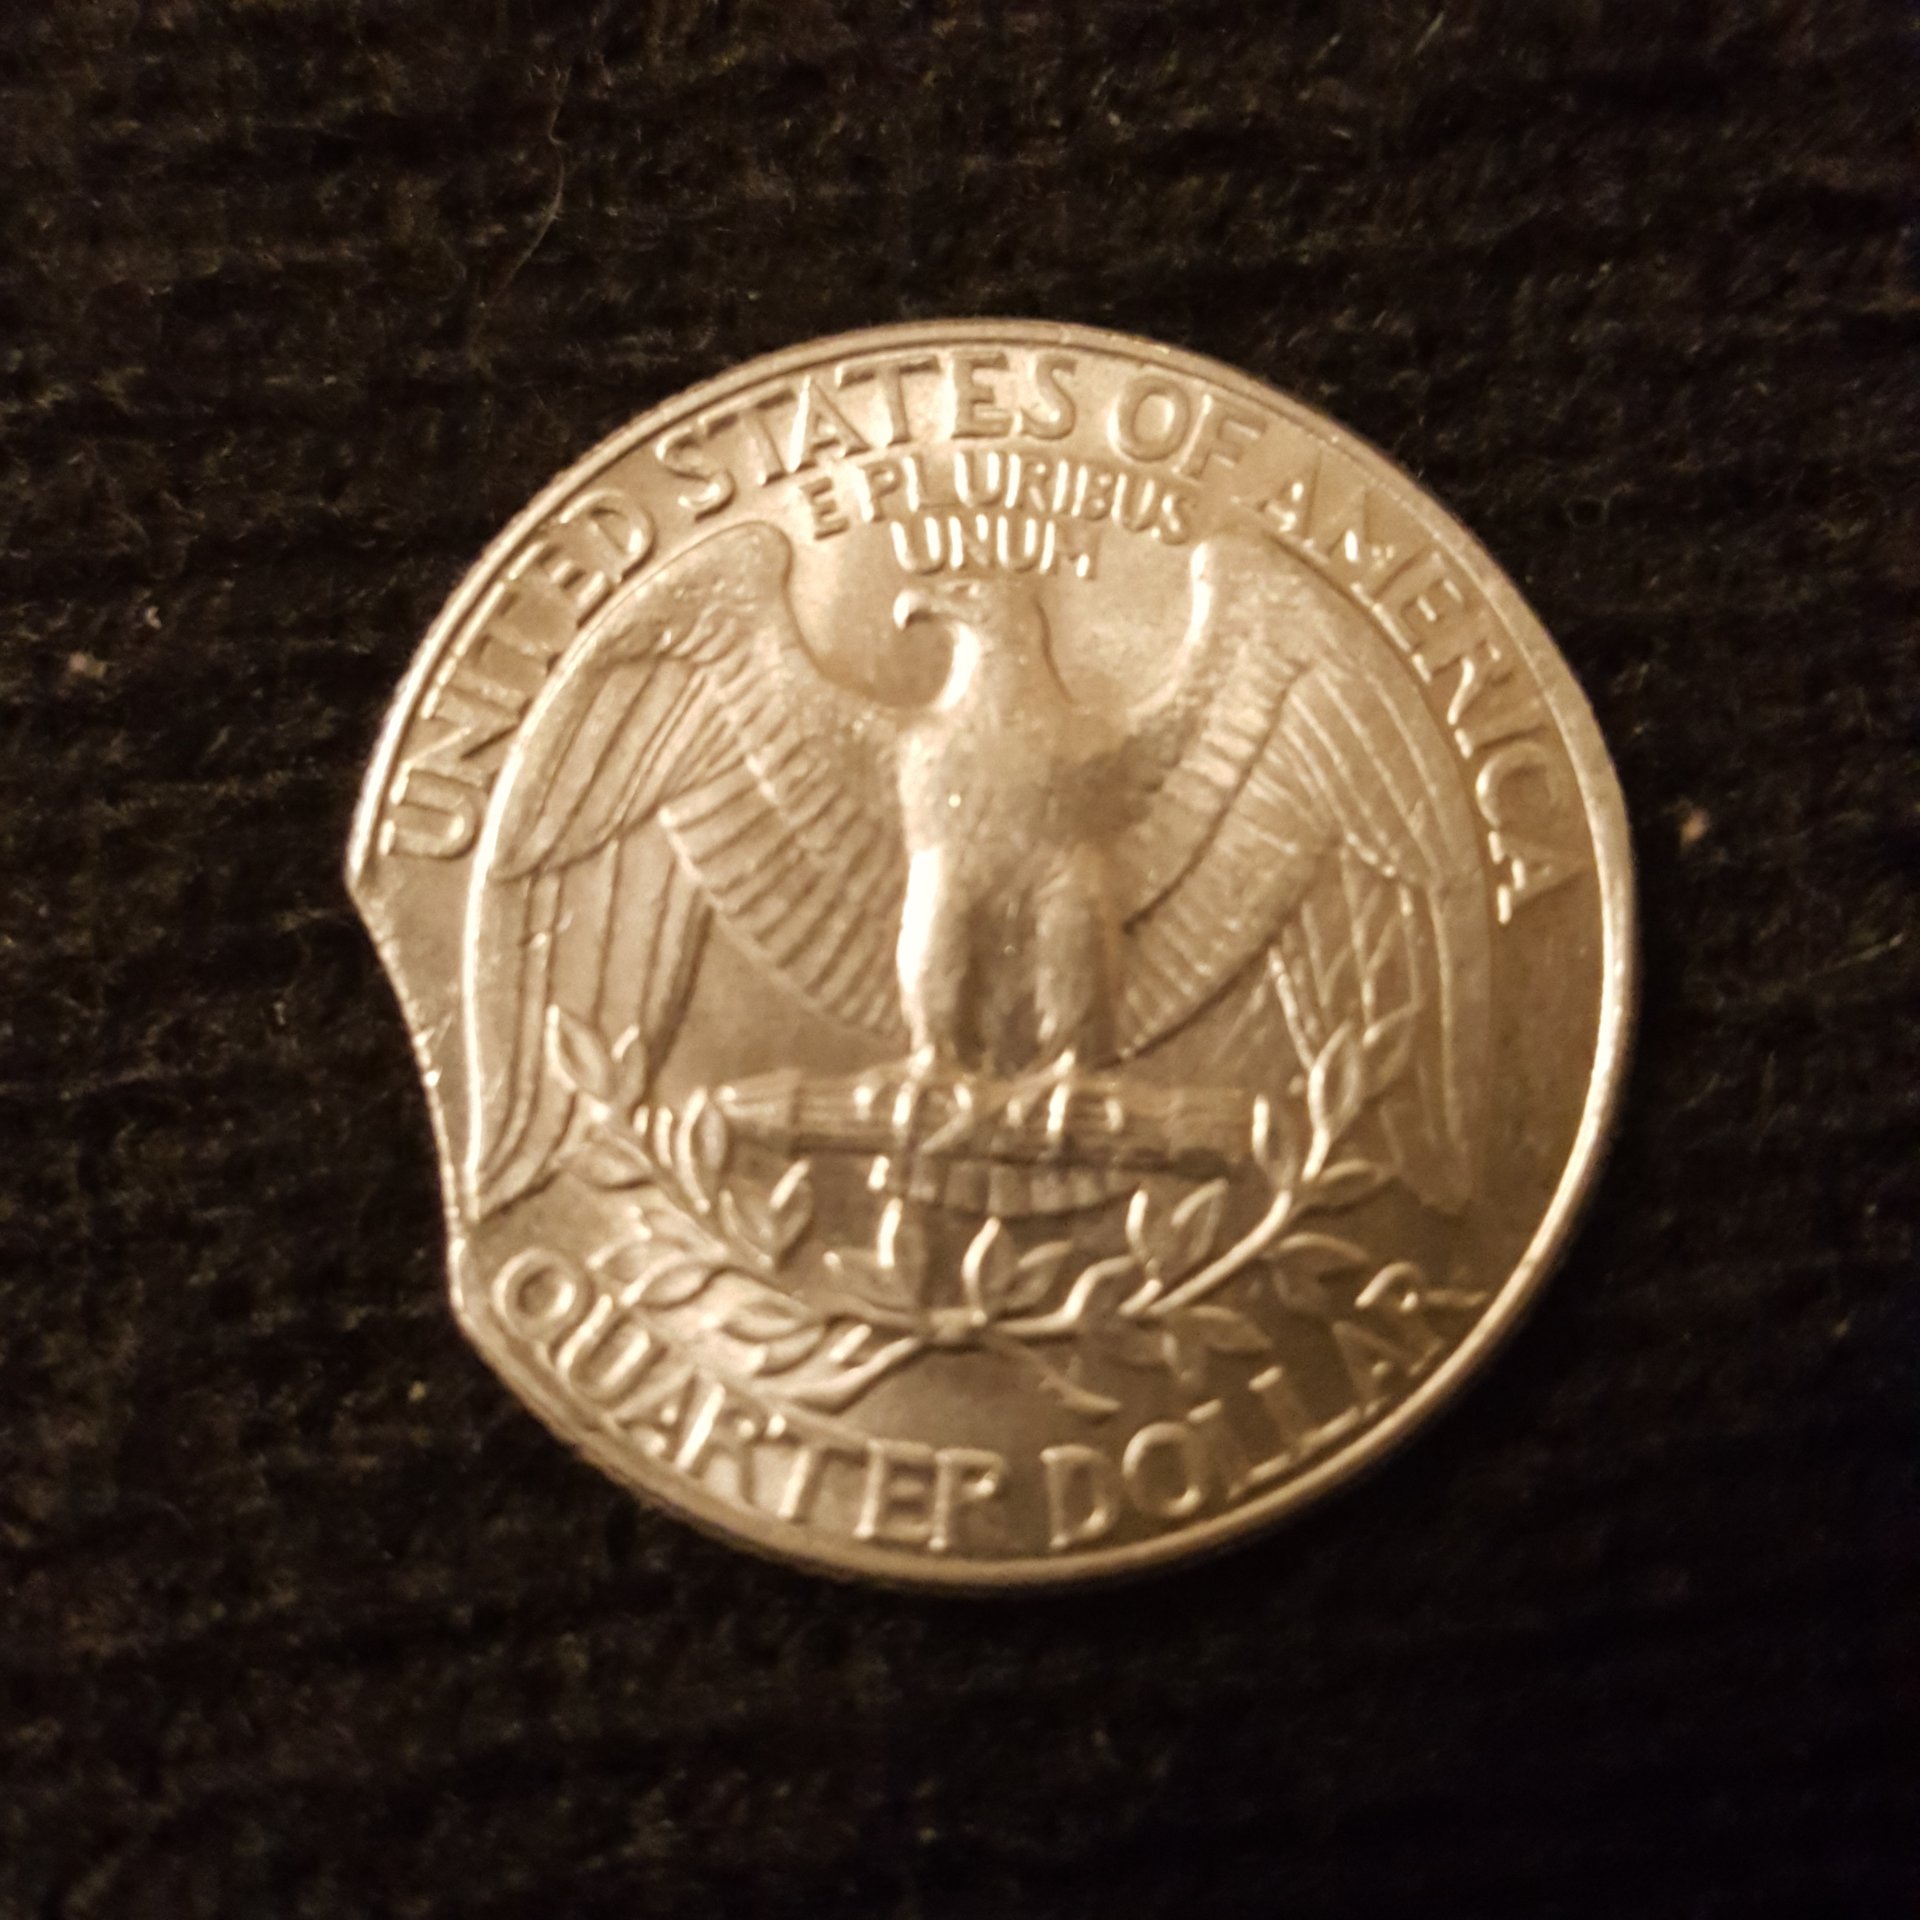 UNITED STATES OF AMERICA
E PLURIBUS
UNUM
QUARTER DOLLAR